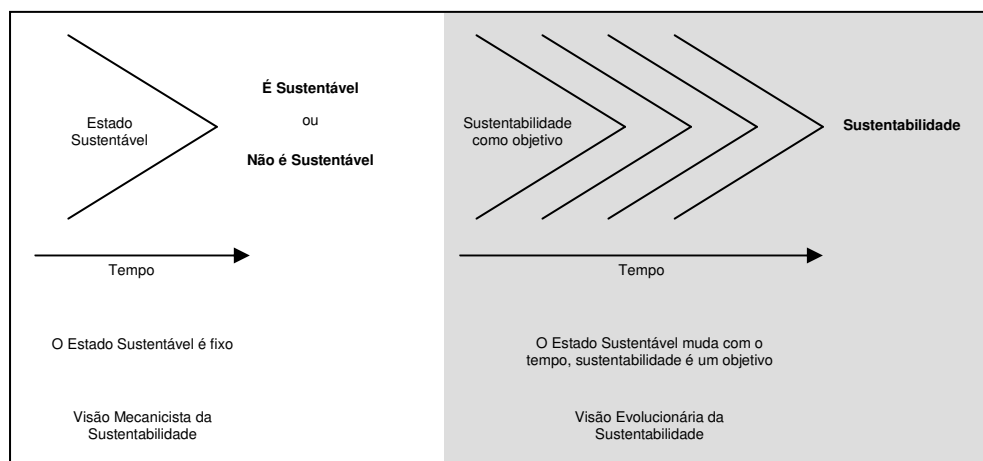 Estado
Sustentável
É Sustentável
ou
Não é Sustentável
Tempo
O Estado Sustentável é fixo
Visão Mecanicista da
Sustentabilidade
Sustentabilidade
como objetivo
Sustentabilidade
Tempo
O Estado Sustentável muda com o
tempo, sustentabilidade é um objetivo
Visão Evolucionária da
Sustentabilidade